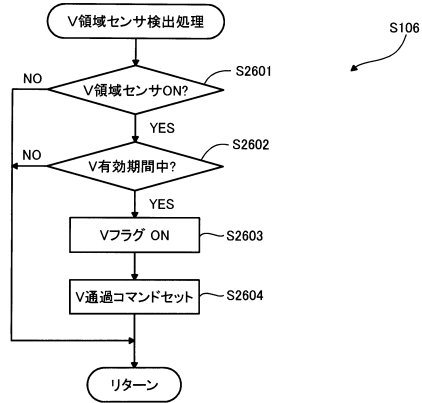 V領域センサ検出処理
S106
S2601
NO
V領域センサON?
YES
S2602
NO
V有効期間中?
YES
Vフラグ ON
S2603
V通過コマンドセット
S2604
リターン